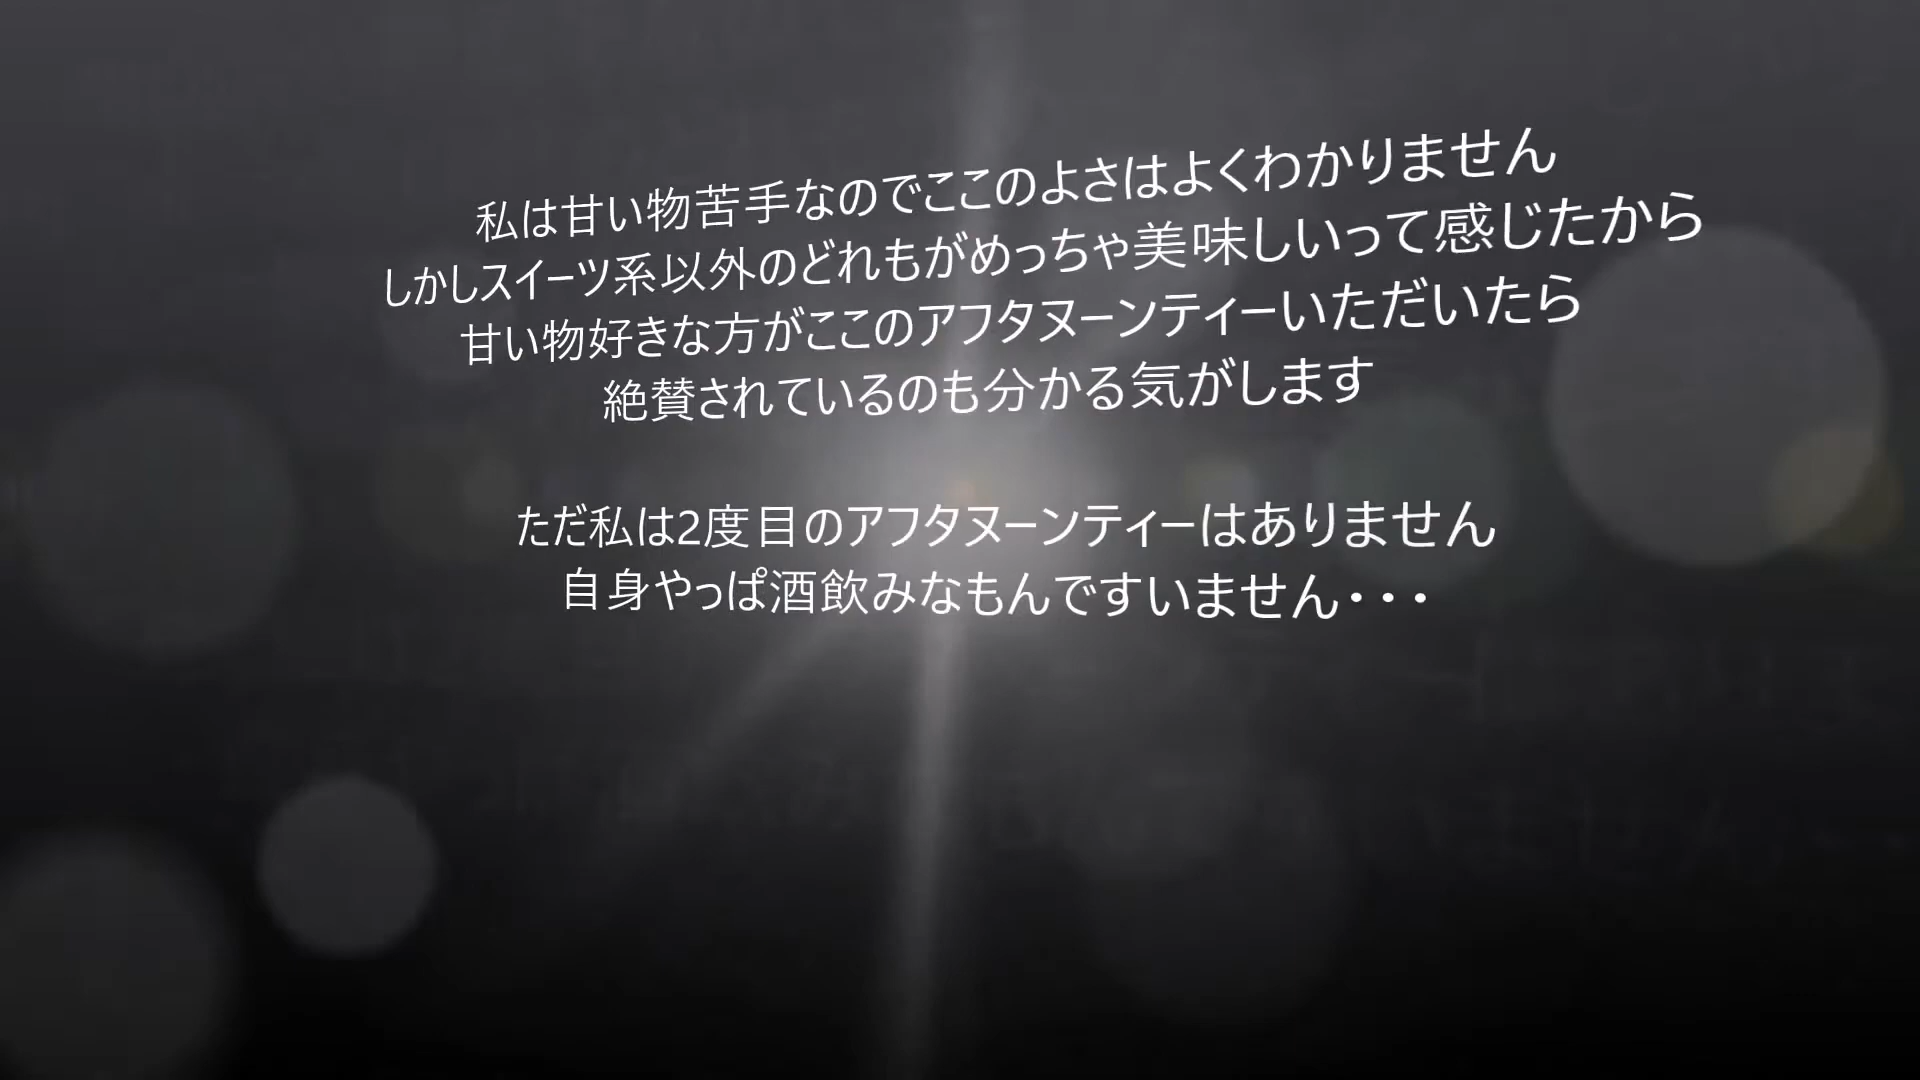 私は甘い物苦手なのでここのよさはよくわかりません
しかしスイーツ系以外のどれもがめっちゃ美味しいって感じたから
甘い物好きな方がここのアフタヌーンティーいただいたら
絶賛されているのも分かる気がします
ただ私は2度目のアフタヌーンティーはありません
自身やっぱ酒飲みなもんですいません・・・